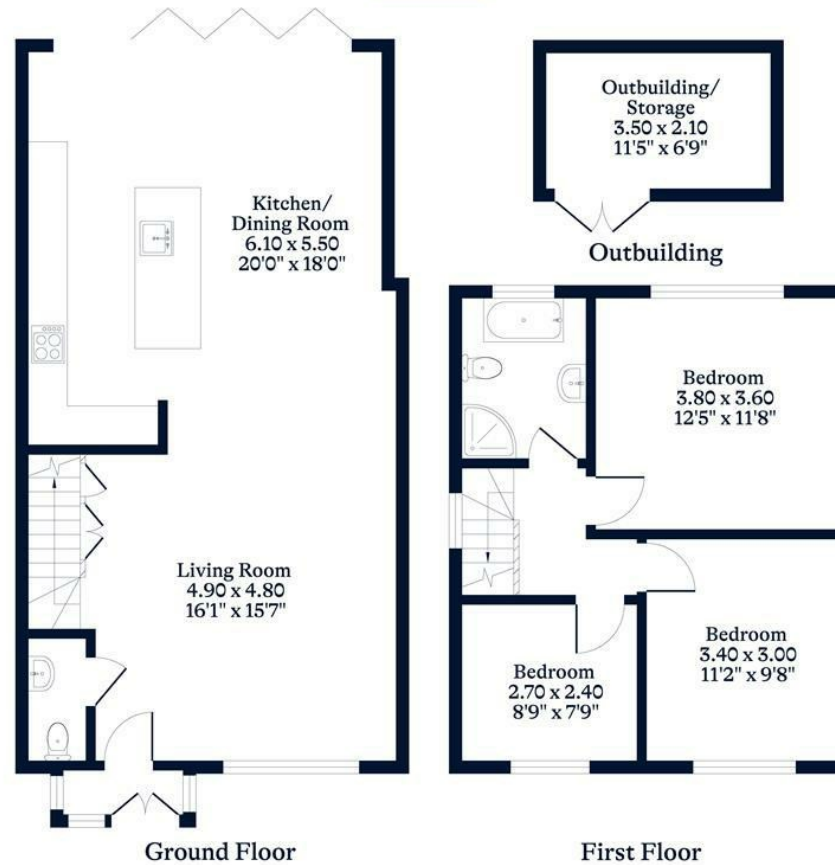 Kitchen/
Dining Room
6.10 x 5.50
20'0" x 18'0"
Living Room
4.90 x 4.80
16'1" x 15'7"
Ground Floor
Outbuilding/
Storage
3.50 x 2.10
11'5" x 6'9"
Outbuilding
Bedroom
3.80 x 3.60
12'5" x 11'8"
Bedroom
3.40 x 3.00
11'2" x 9'8"
Bedroom
2.70 x 2.40
8'9" x 7'9"
First Floor